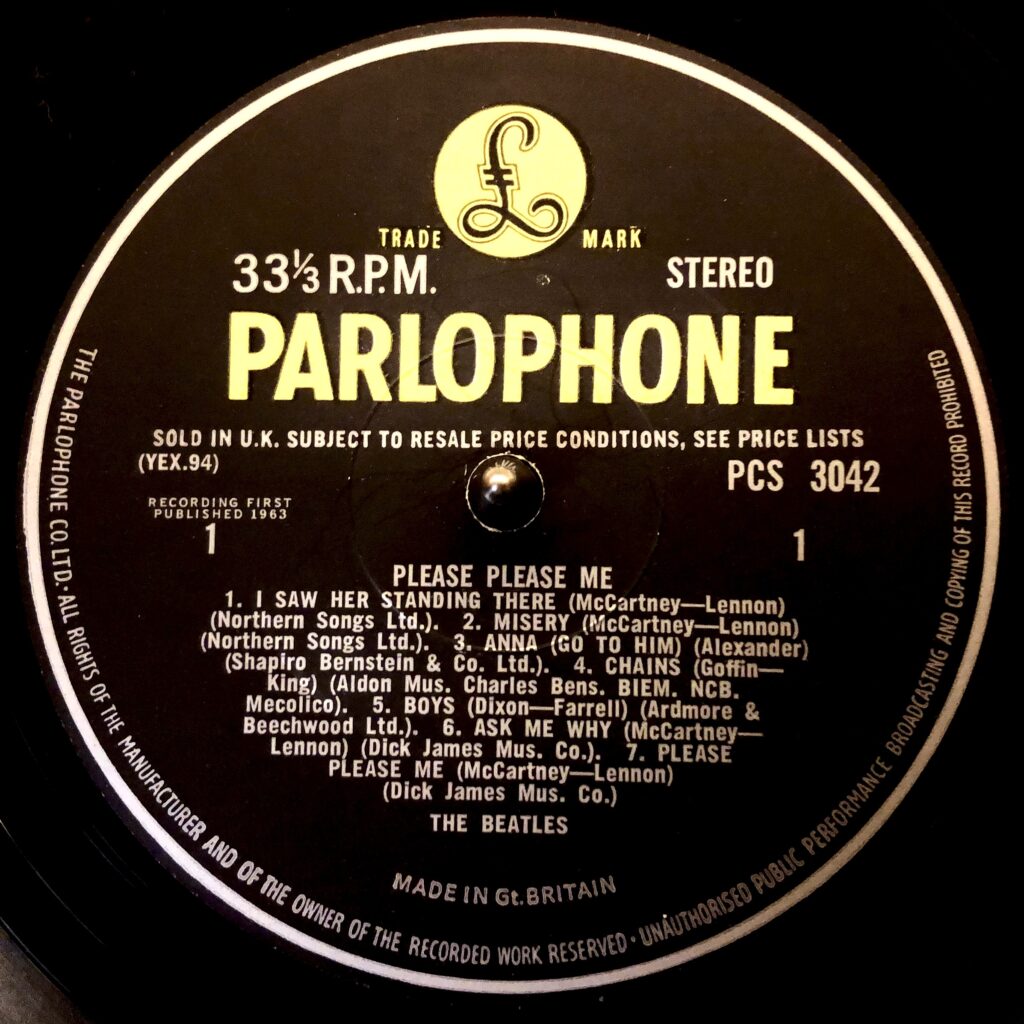 £
TRADE MARK
33⅓ R.P.M. STEREO
PARLOPHONE
SOLD IN U.K. SUBJECT TO RESALE PRICE CONDITIONS, SEE PRICE LISTS
(YEX.94) PCS 3042
RECORDING FIRST
PUBLISHED 1963
1 1
PLEASE PLEASE ME
1. I SAW HER STANDING THERE (McCartney—Lennon)
(Northern Songs Ltd.). 2. MISERY (McCartney—Lennon)
(Northern Songs Ltd.). 3. ANNA (GO TO HIM) (Alexander)
(Shapiro Bernstein & Co. Ltd.). 4. CHAINS (Goffin—
King) (Aldon Mus. Charles Bens. BIEM. NCB.
Mecolico). 5. BOYS (Dixon—Farrell) (Ardmore &
Beechwood Ltd.). 6. ASK ME WHY (McCartney—
Lennon) (Dick James Mus. Co.). 7. PLEASE
PLEASE ME (McCartney—Lennon)
(Dick James Mus. Co.)
THE BEATLES
MADE IN Gt. BRITAIN
THE PARLOPHONE CO. LTD. · ALL RIGHTS OF THE MANUFACTURER AND OF THE OWNER OF THE RECORDED WORK RESERVED · UNAUTHORISED PUBLIC PERFORMANCE BROADCASTING AND COPYING OF THIS RECORD PROHIBITED